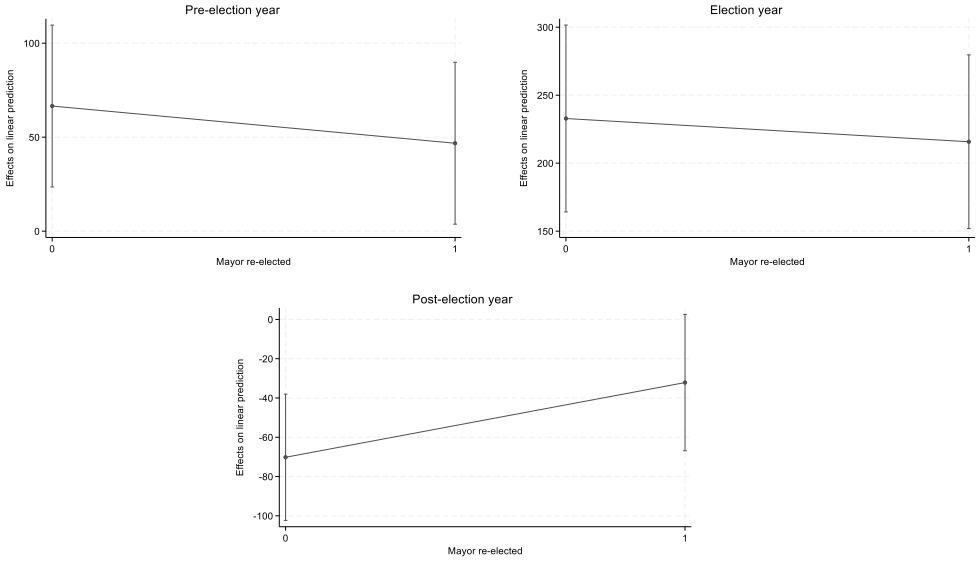 Pre-election year
Effects on linear prediction
100
50
0
0 1
Mayor re-elected
Election year
Effects on linear prediction
300
250
200
150
0 1
Mayor re-elected
Post-election year
Effects on linear prediction
0
-20
-40
-60
-80
-100
0 1
Mayor re-elected